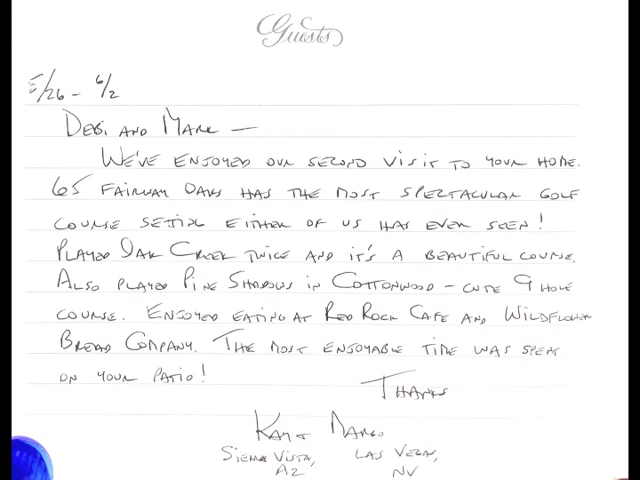 Guests
5/26 - 6/2
Debi and Mark —
We've enjoyed our second visit to your home.
65 Fairway Oaks has the most spectacular golf
course setting either of us has ever seen!
Played Oak Creek twice and it's a beautiful course.
Also played Pine Shadows in Cottonwood - cute 9 hole
course. Enjoyed eating at Red Rock Cafe and Wildflower
Bread Company. The most enjoyable time was spent
on your patio!
Thanks
Kay + Margo
Sierra Vista, Las Vegas,
AZ NV